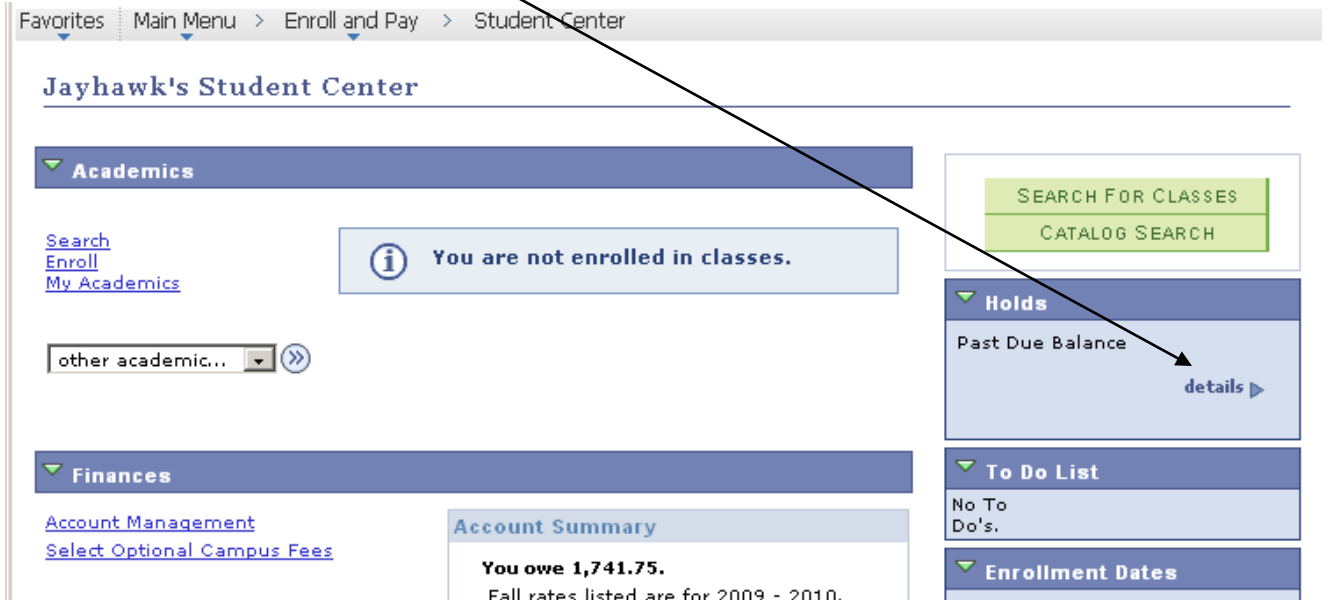 Favorites Main Menu > Enroll and Pay > Student Center
Jayhawk's Student Center
Academics
Search
Enroll
My Academics
You are not enrolled in classes.
other academic...
Finances
Account Management
Select Optional Campus Fees
Account Summary
You owe 1,741.75.
Fall rates listed are for 2009 - 2010.
SEARCH FOR CLASSES
CATALOG SEARCH
Holds
Past Due Balance
details
To Do List
No To
Do's.
Enrollment Dates